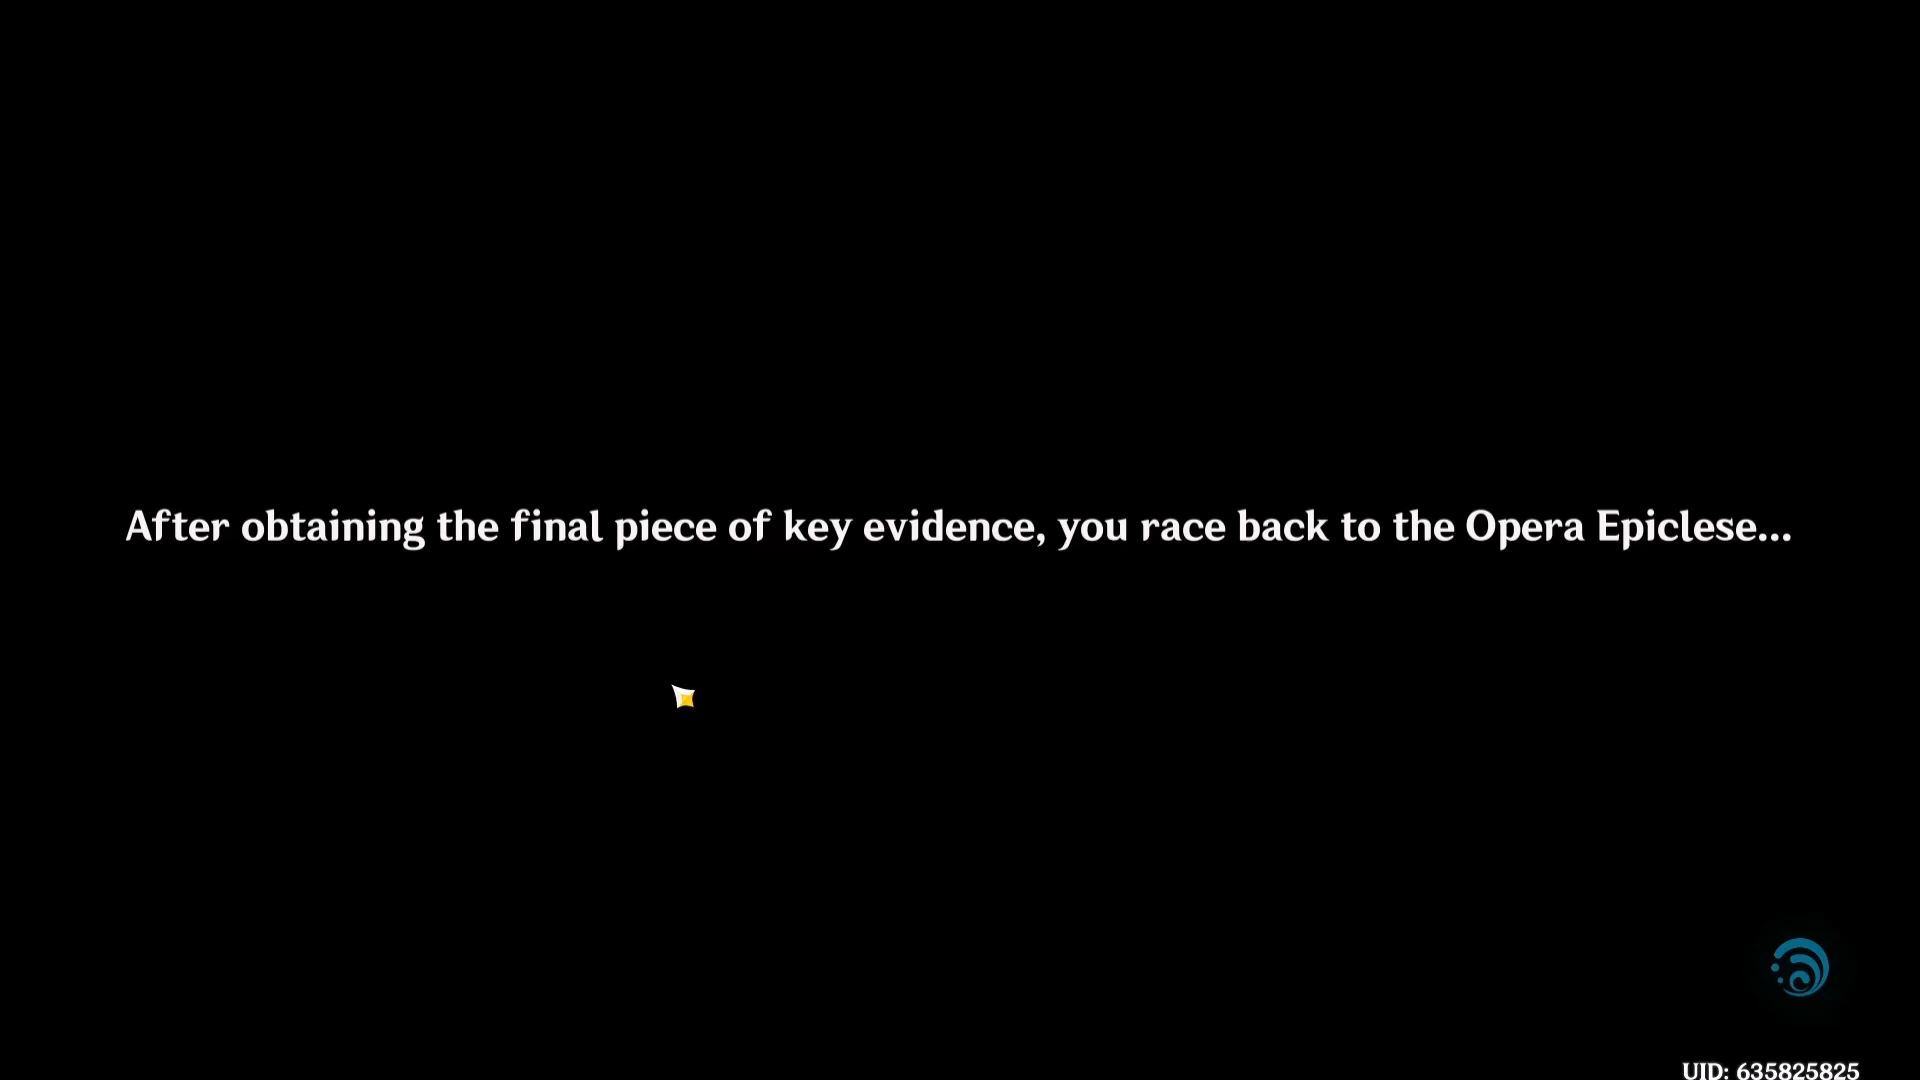 After obtaining the final piece of key evidence, you race back to the Opera Epiclese...
UID: 635825825